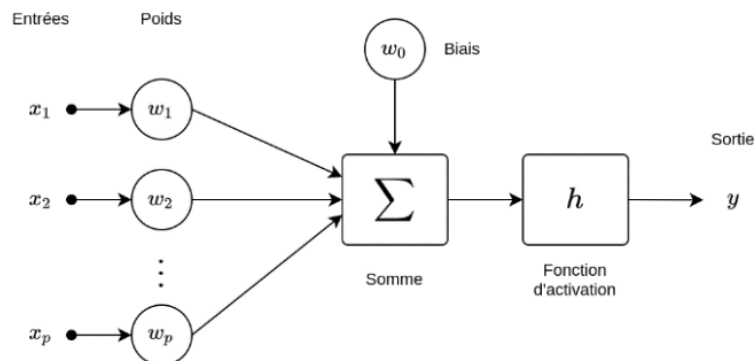 Entrées Poids
w₀ Biais
x₁ w₁
Sortie
x₂ w₂ ∑ h y
Somme Fonction
d'activation
⋮
xₚ wₚ